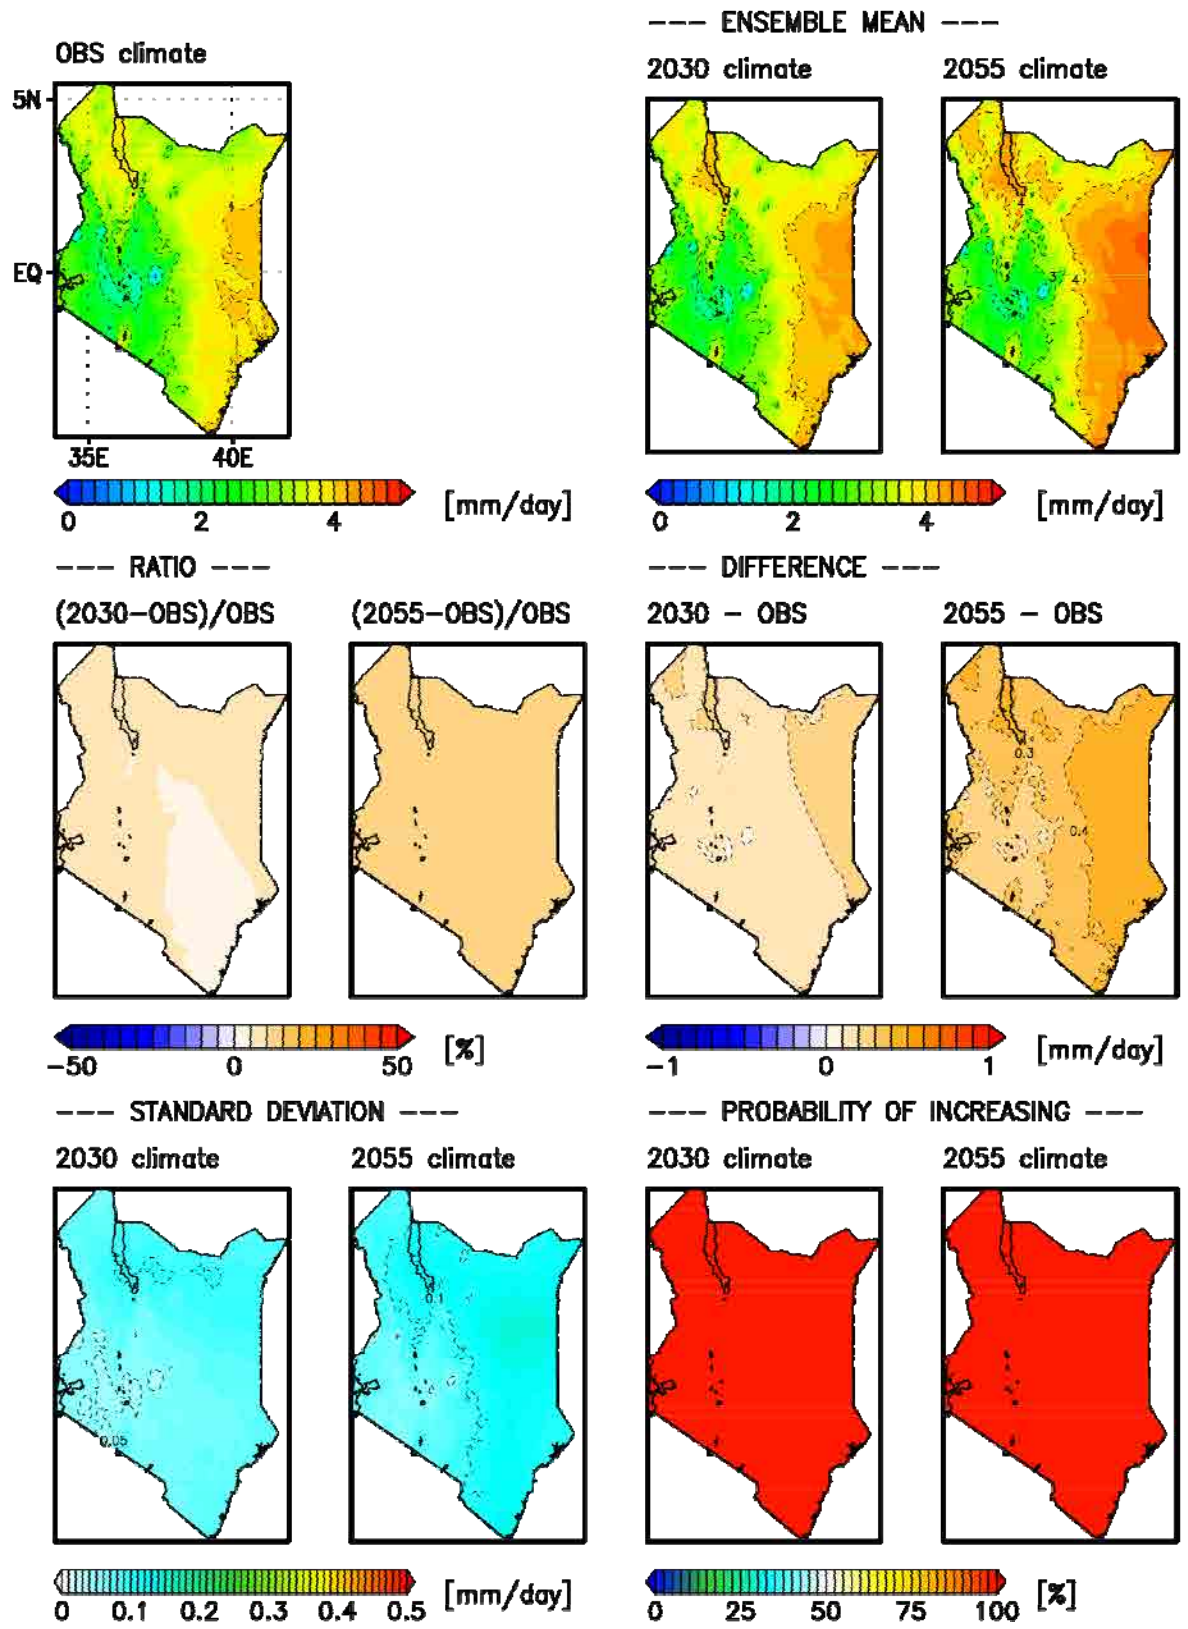 --- ENSEMBLE MEAN ---
OBS climate
2030 climate
2055 climate
5N
EQ
35E
40E
0 2 4 [mm/day]
0 2 4 [mm/day]
3
4
3
4
--- RATIO ---
--- DIFFERENCE ---
(2030-OBS)/OBS
(2055-OBS)/OBS
2030 - OBS
2055 - OBS
0.3
0.4
-50 0 50 [%]
-1 0 1 [mm/day]
--- STANDARD DEVIATION ---
--- PROBABILITY OF INCREASING ---
2030 climate
2055 climate
2030 climate
2055 climate
0.1
0.05
0 0.1 0.2 0.3 0.4 0.5 [mm/day]
0 25 50 75 100 [%]